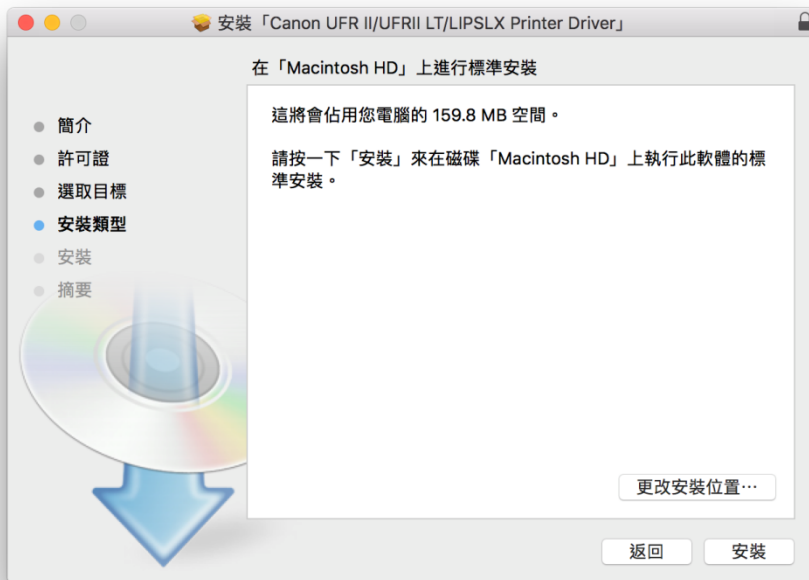 安裝「Canon UFR II/UFRII LT/LIPSLX Printer Driver」
在「Macintosh HD」上進行標準安裝
簡介
許可證
選取目標
安裝類型
安裝
摘要
這將會佔用您電腦的 159.8 MB 空間。
請按一下「安裝」來在磁碟「Macintosh HD」上執行此軟體的標
準安裝。
更改安裝位置⋯
返回
安裝